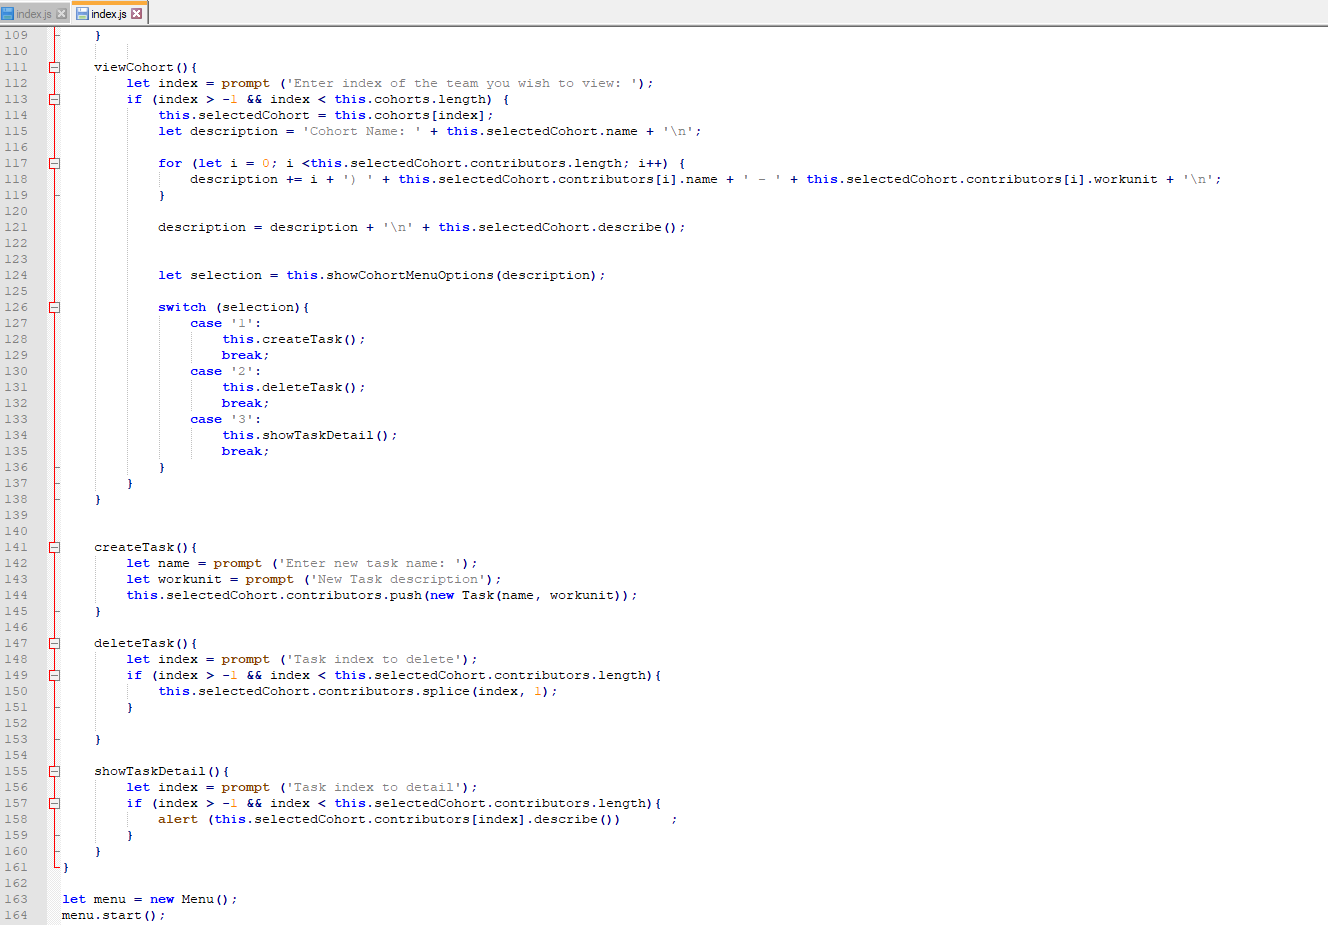 index.js index.js
109 }
110
111 viewCohort(){
112 let index = prompt ('Enter index of the team you wish to view: ');
113 if (index > -1 && index < this.cohorts.length) {
114 this.selectedCohort = this.cohorts[index];
115 let description = 'Cohort Name: ' + this.selectedCohort.name + '\n';
116
117 for (let i = 0; i <this.selectedCohort.contributors.length; i++) {
118 description += i + ') ' + this.selectedCohort.contributors[i].name + ' - ' + this.selectedCohort.contributors[i].workunit + '\n';
119 }
120
121 description = description + '\n' + this.selectedCohort.describe();
122
123
124 let selection = this.showCohortMenuOptions(description);
125
126 switch (selection){
127 case '1':
128 this.createTask();
129 break;
130 case '2':
131 this.deleteTask();
132 break;
133 case '3':
134 this.showTaskDetail();
135 break;
136 }
137 }
138 }
139
140
141 createTask(){
142 let name = prompt ('Enter new task name: ');
143 let workunit = prompt ('New Task description');
144 this.selectedCohort.contributors.push(new Task(name, workunit));
145 }
146
147 deleteTask(){
148 let index = prompt ('Task index to delete');
149 if (index > -1 && index < this.selectedCohort.contributors.length){
150 this.selectedCohort.contributors.splice(index, 1);
151 }
152
153 }
154
155 showTaskDetail(){
156 let index = prompt ('Task index to detail');
157 if (index > -1 && index < this.selectedCohort.contributors.length){
158 alert (this.selectedCohort.contributors[index].describe()) ;
159 }
160 }
161 }
162
163 let menu = new Menu();
164 menu.start();